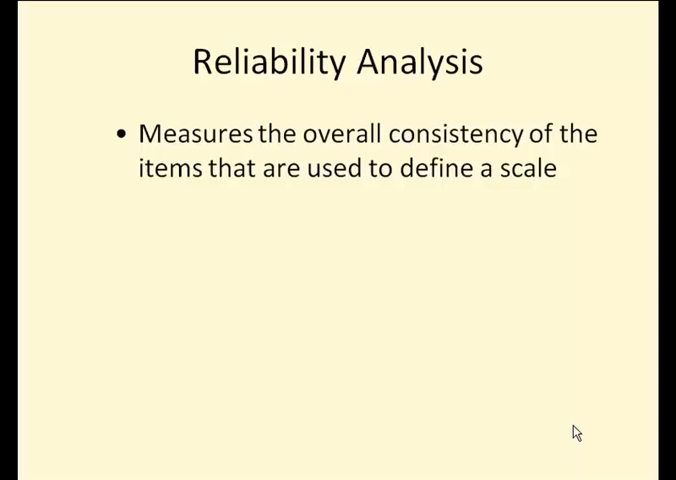 Reliability Analysis
• Measures the overall consistency of the
items that are used to define a scale